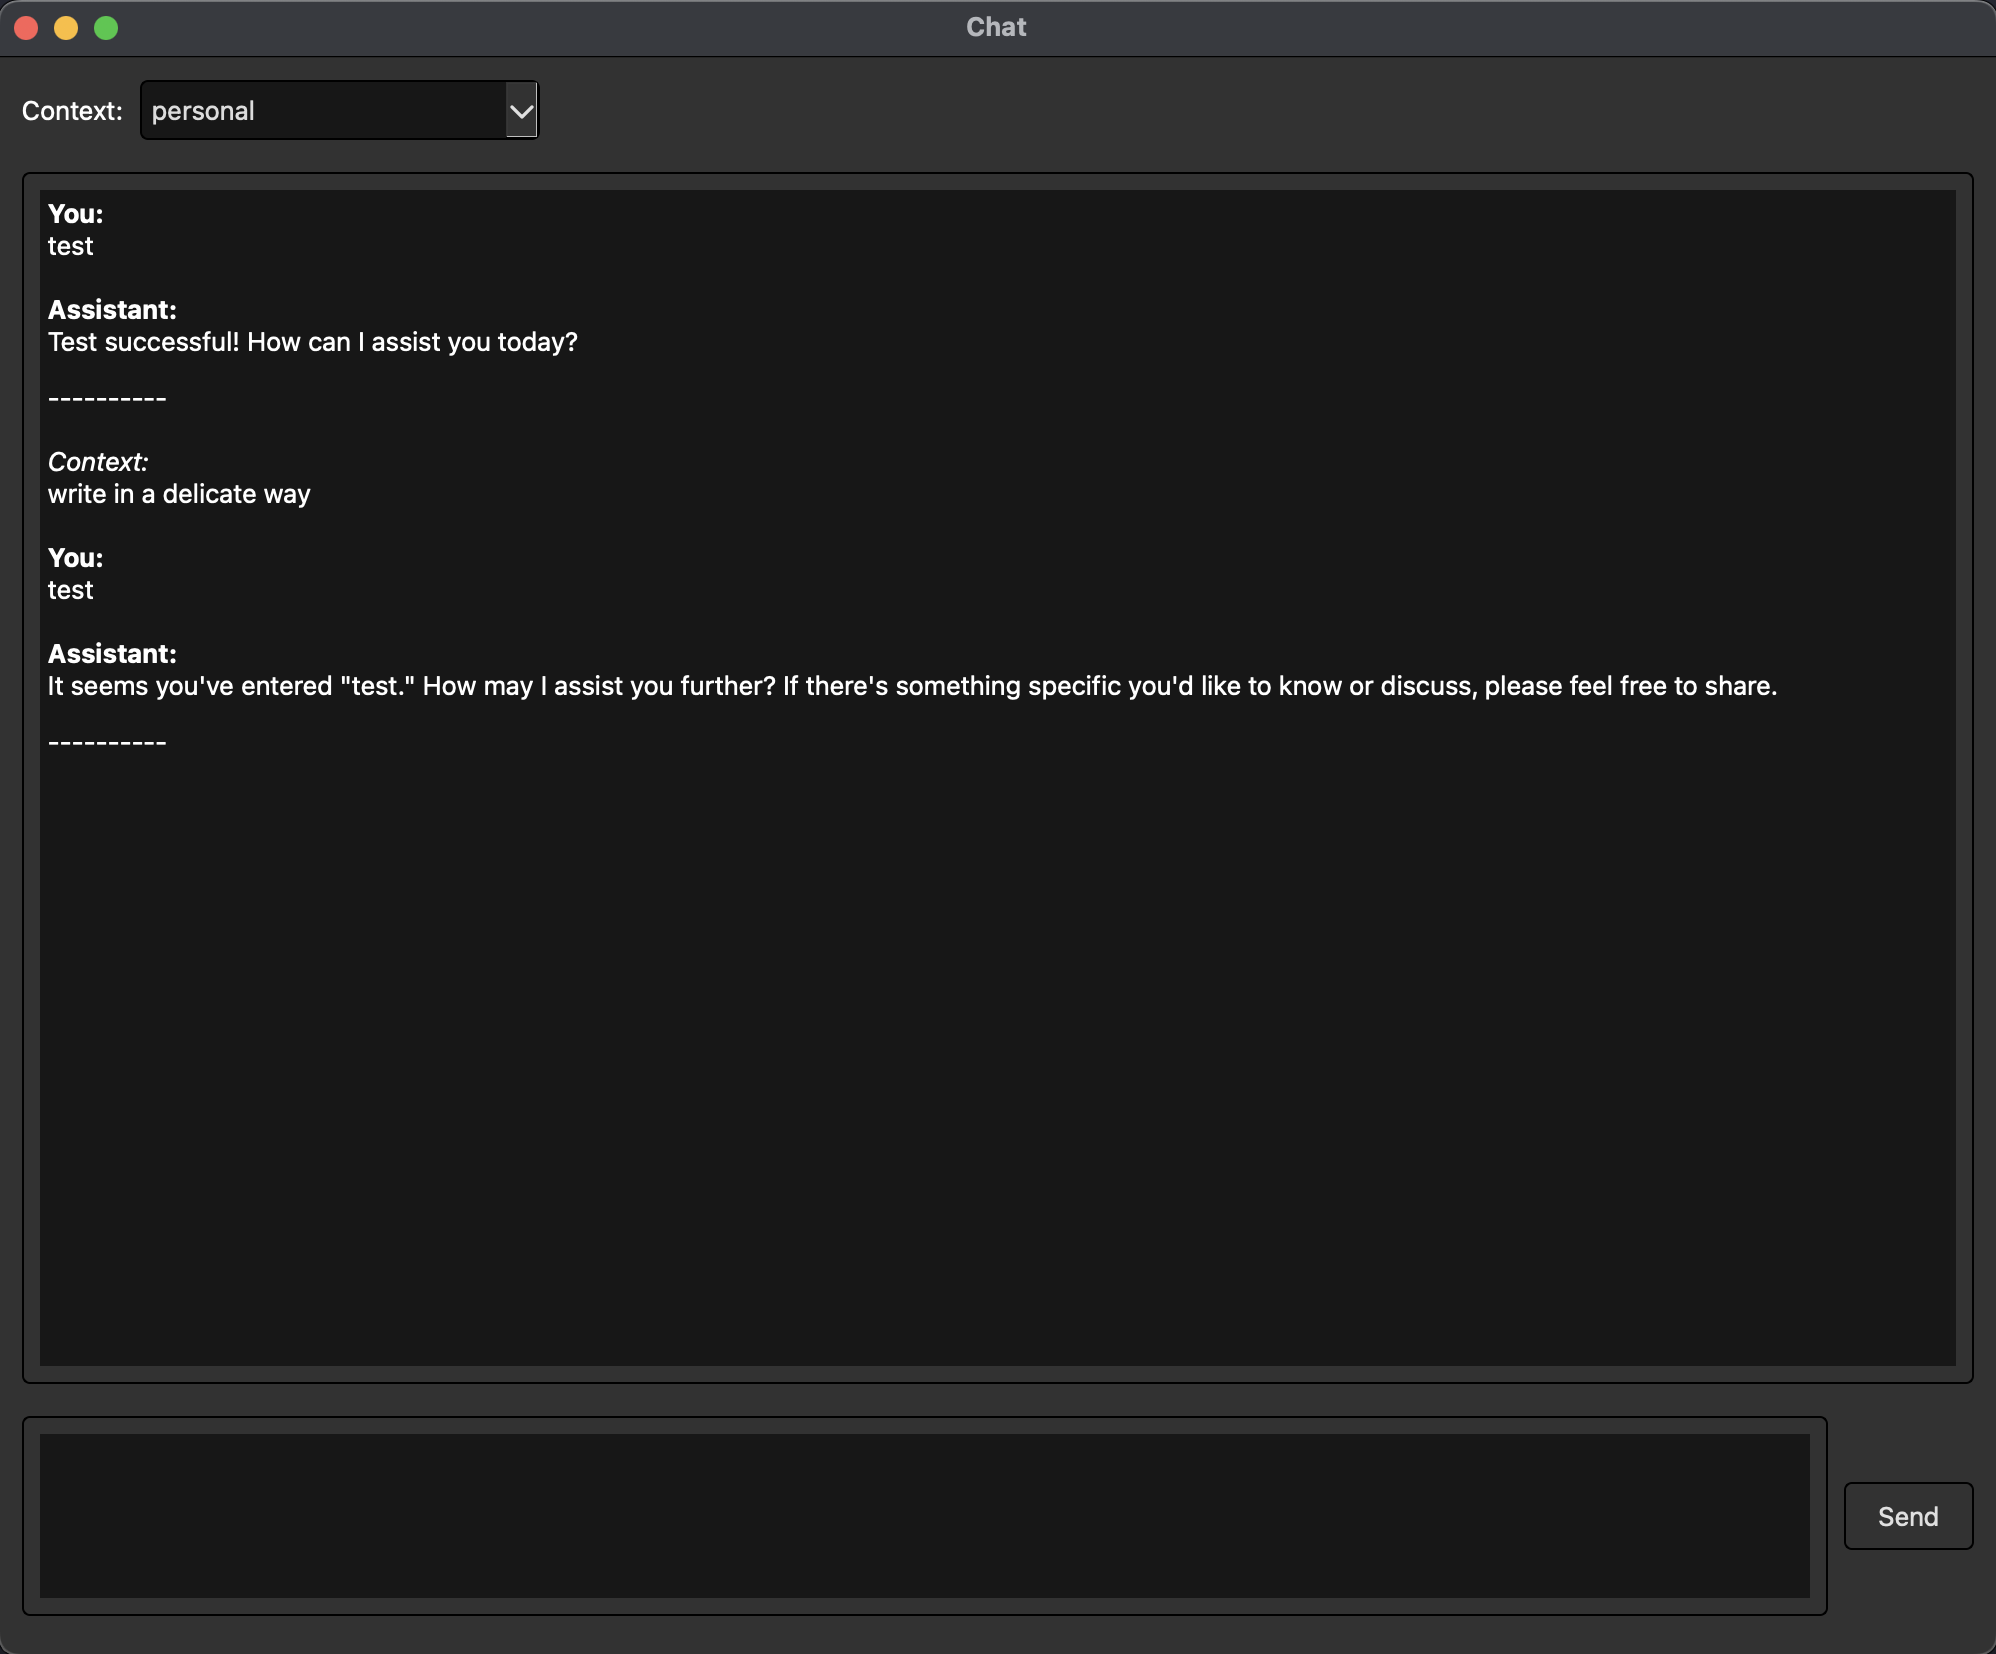 Chat
Context: personal
You:
test
Assistant:
Test successful! How can I assist you today?
----------
Context:
write in a delicate way
You:
test
Assistant:
It seems you've entered "test." How may I assist you further? If there's something specific you'd like to know or discuss, please feel free to share.
----------
Send